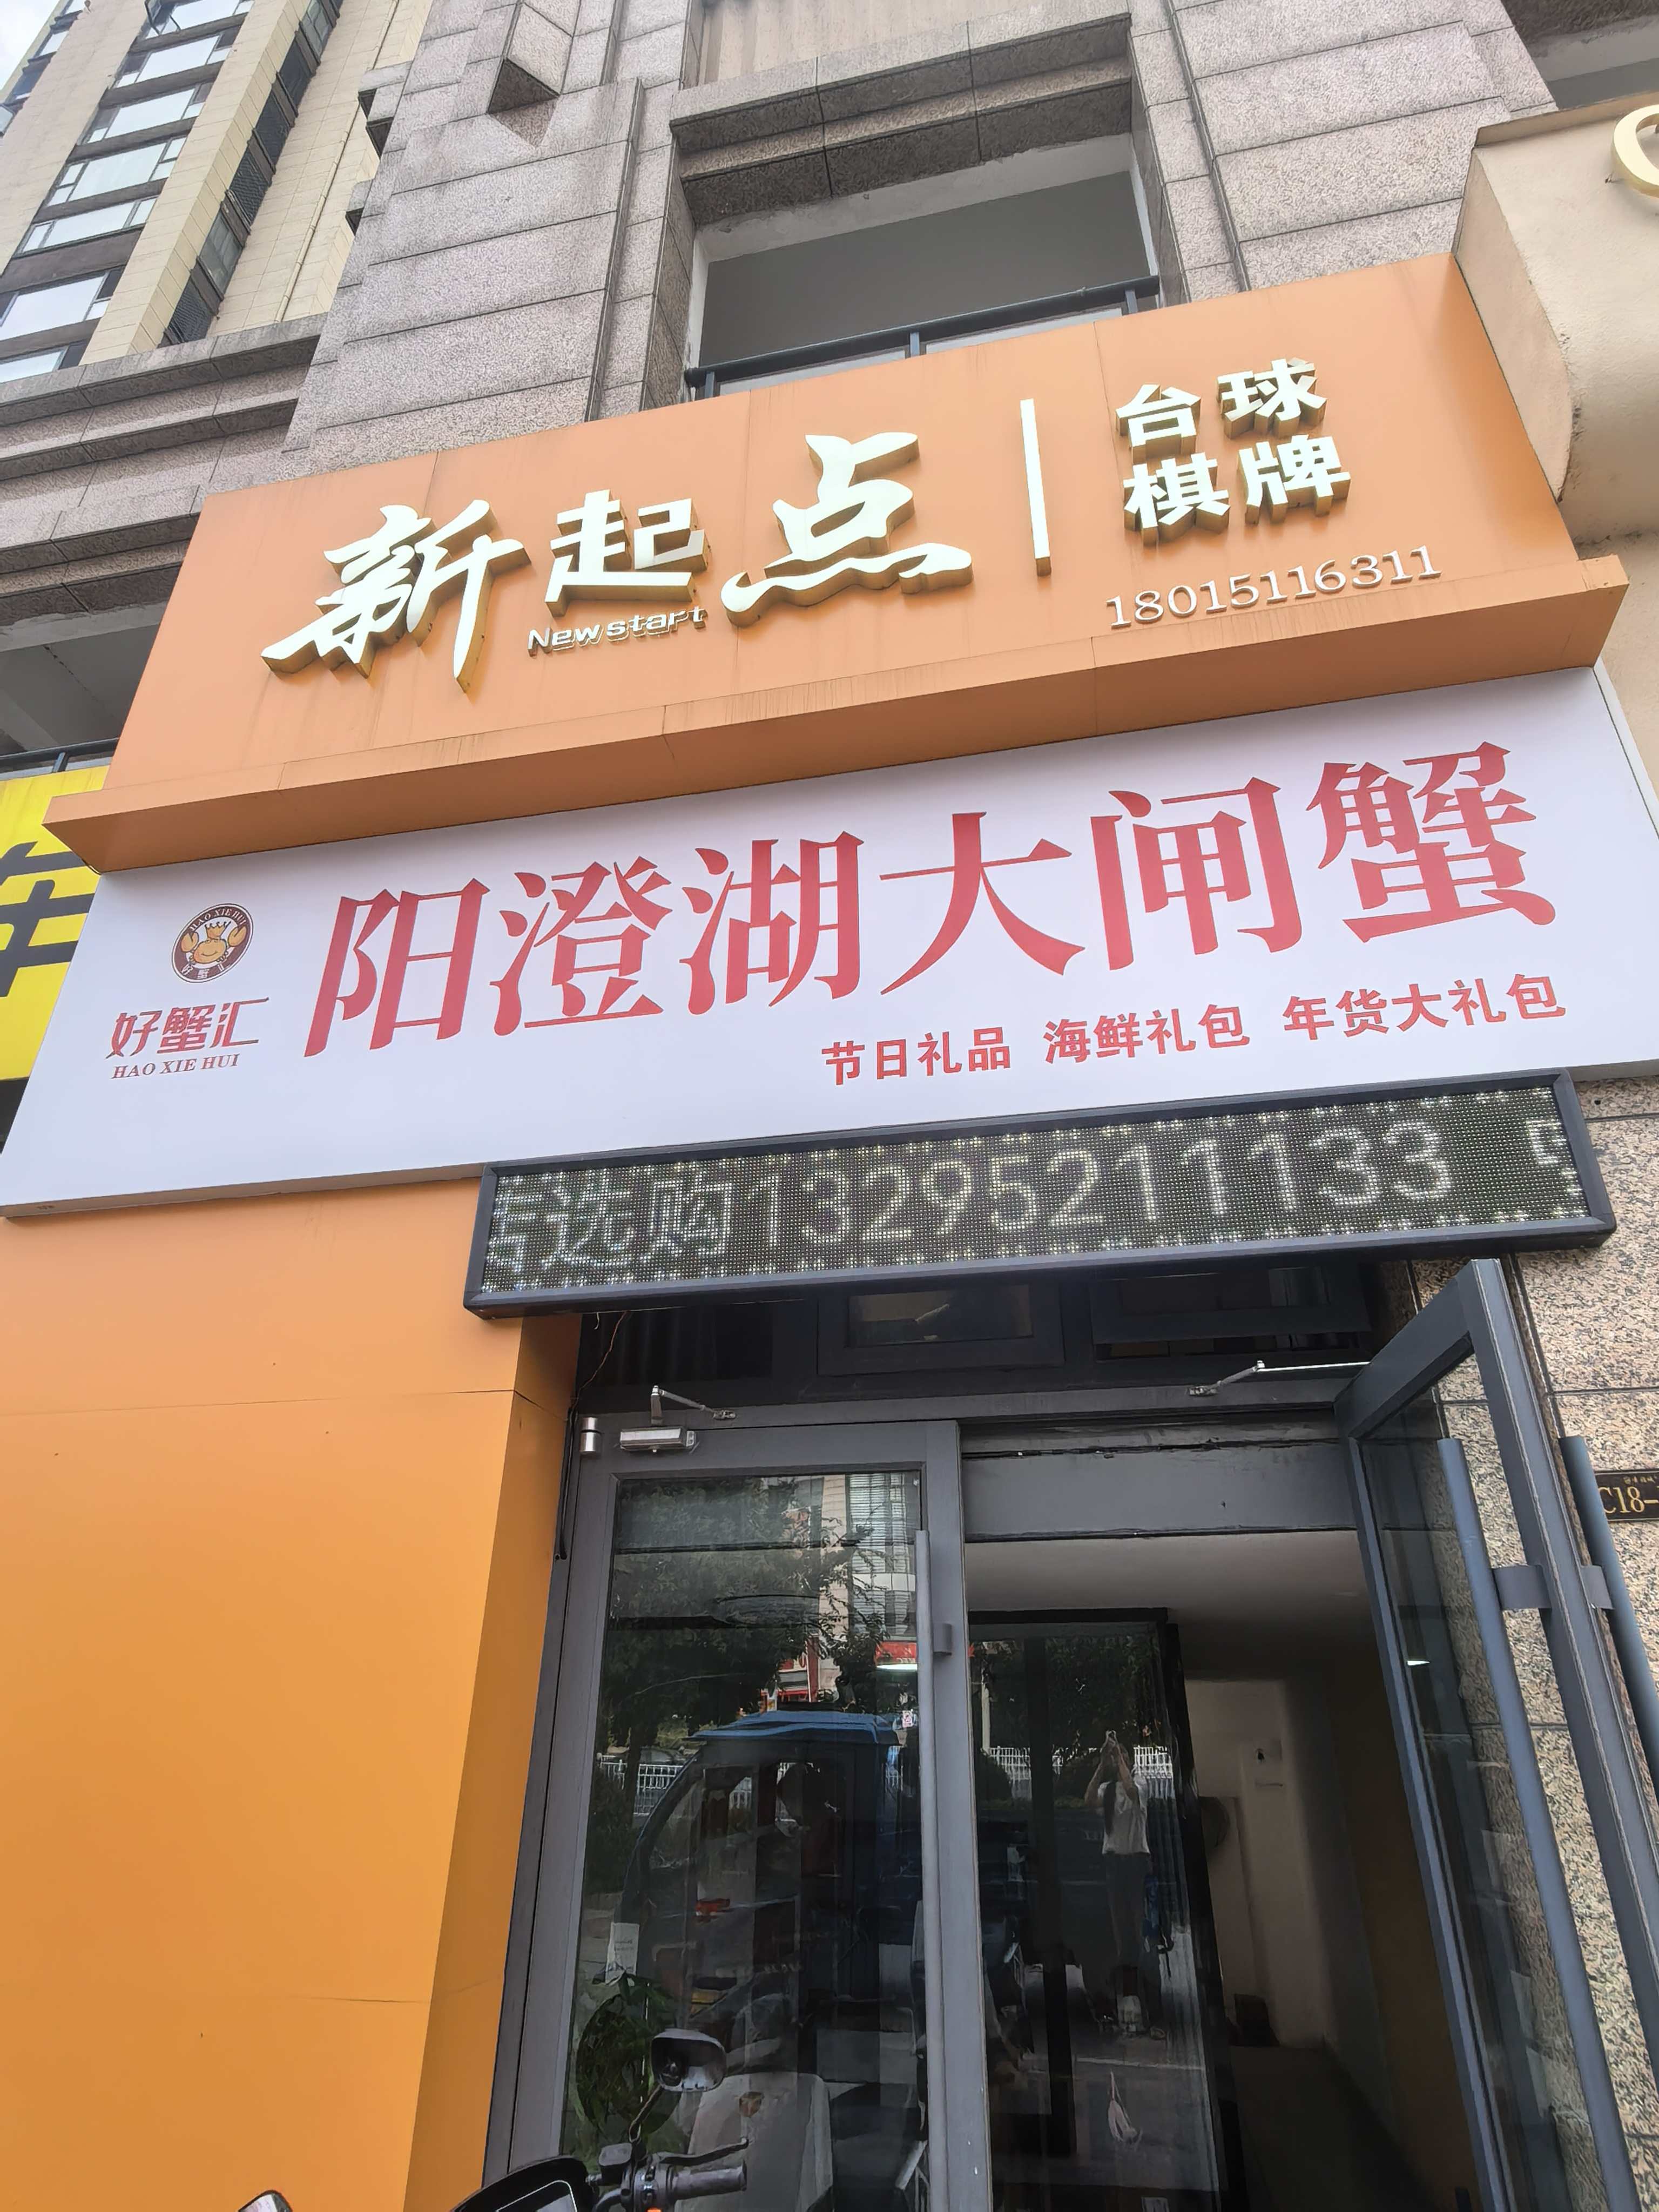 新起点
New start
台球
棋牌
18015116311
阳澄湖大闸蟹
HAO XIE HUI
好蟹汇
HAO XIE HUI
节日礼品 海鲜礼包 年货大礼包
选购13295211133
C18-